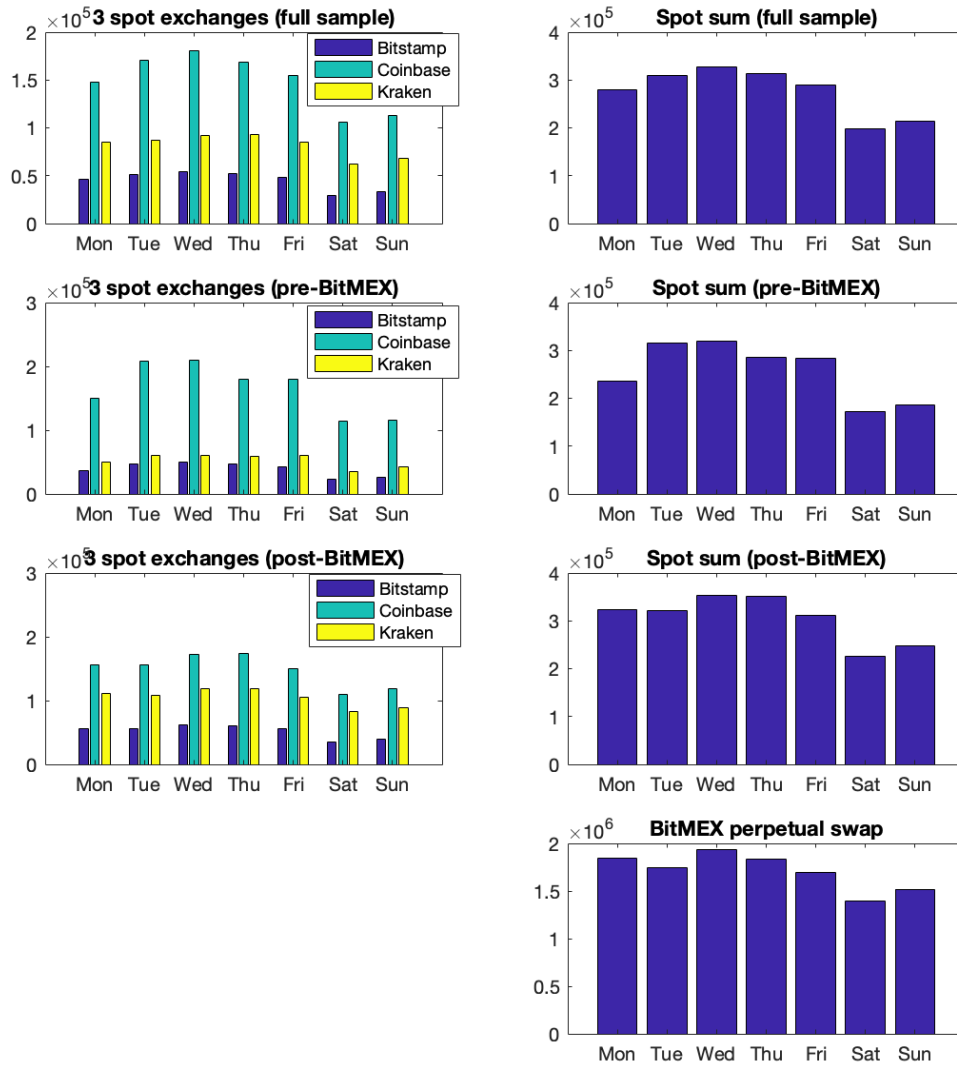 ×10^5 3 spot exchanges (full sample)
2
1.5
1
0.5
0
Bitstamp
Coinbase
Kraken
Mon Tue Wed Thu Fri Sat Sun
×10^5 Spot sum (full sample)
4
3
2
1
0
Mon Tue Wed Thu Fri Sat Sun
×10^5 3 spot exchanges (pre-BitMEX)
3
2
1
0
Bitstamp
Coinbase
Kraken
Mon Tue Wed Thu Fri Sat Sun
×10^5 Spot sum (pre-BitMEX)
4
3
2
1
0
Mon Tue Wed Thu Fri Sat Sun
×10^5 3 spot exchanges (post-BitMEX)
3
2
1
0
Bitstamp
Coinbase
Kraken
Mon Tue Wed Thu Fri Sat Sun
×10^5 Spot sum (post-BitMEX)
4
3
2
1
0
Mon Tue Wed Thu Fri Sat Sun
×10^6 BitMEX perpetual swap
2
1.5
1
0.5
0
Mon Tue Wed Thu Fri Sat Sun